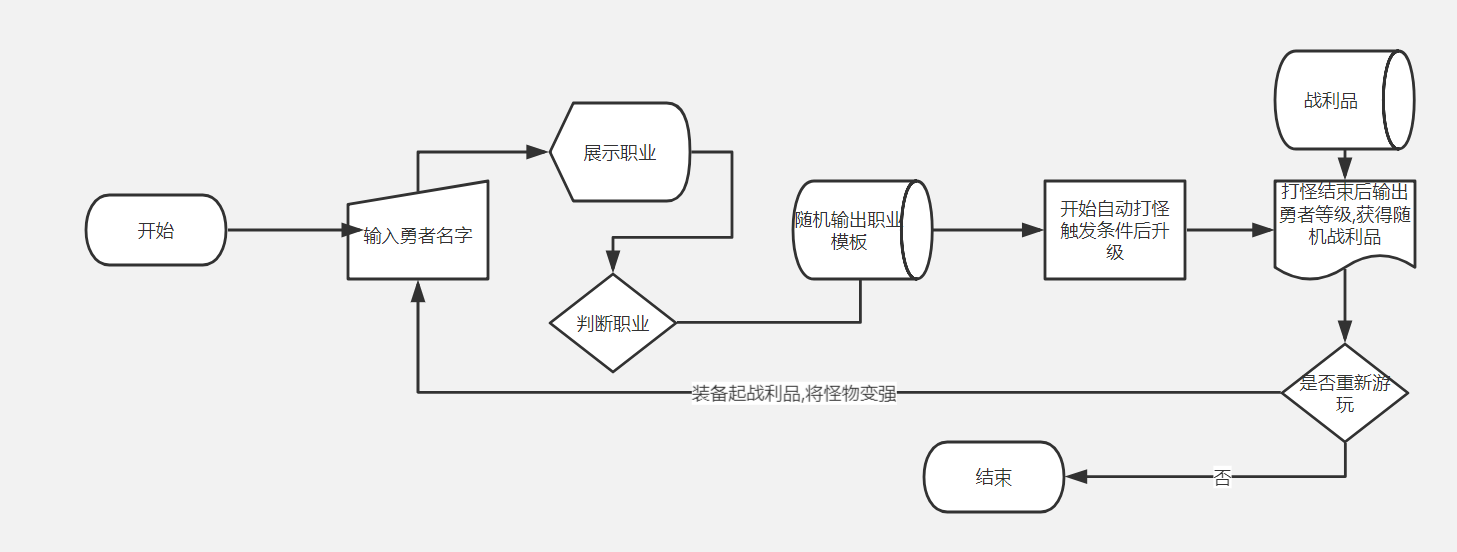 开始
输入勇者名字
展示职业
判断职业
随机输出职业
模板
开始自动打怪
触发条件后升
级
战利品
打怪结束后输出
勇者等级,获得随
机战利品
是否重新游
玩
装备起战利品,将怪物变强
否
结束